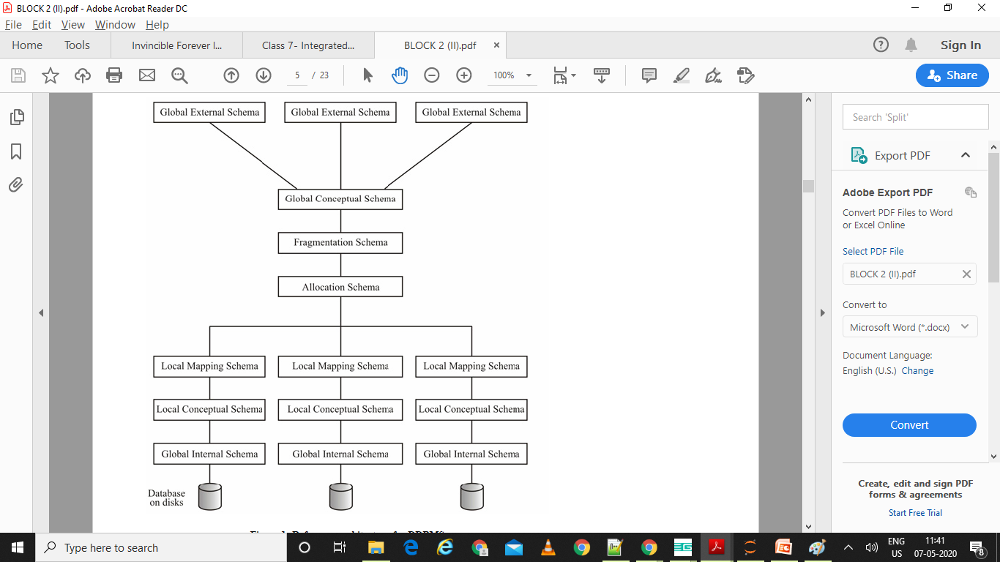 BLOCK 2 (II).pdf - Adobe Acrobat Reader DC
File Edit View Window Help
Home Tools Invincible Forever I... Class 7- Integrated... BLOCK 2 (II).pdf × Sign In
5 / 23 100% Share
Global External Schema Global External Schema Global External Schema
Global Conceptual Schema
Fragmentation Schema
Allocation Schema
Local Mapping Schema Local Mapping Schema Local Mapping Schema
Local Conceptual Schema Local Conceptual Schema Local Conceptual Schema
Global Internal Schema Global Internal Schema Global Internal Schema
Database
on disks
Search 'Split'
Export PDF
Adobe Export PDF
Convert PDF Files to Word
or Excel Online
Select PDF File
BLOCK 2 (II).pdf
Convert to
Microsoft Word (*.docx)
Document Language:
English (U.S.) Change
Convert
Create, edit and sign PDF
forms & agreements
Start Free Trial
Type here to search
ENG
US
11:41
07-05-2020
8